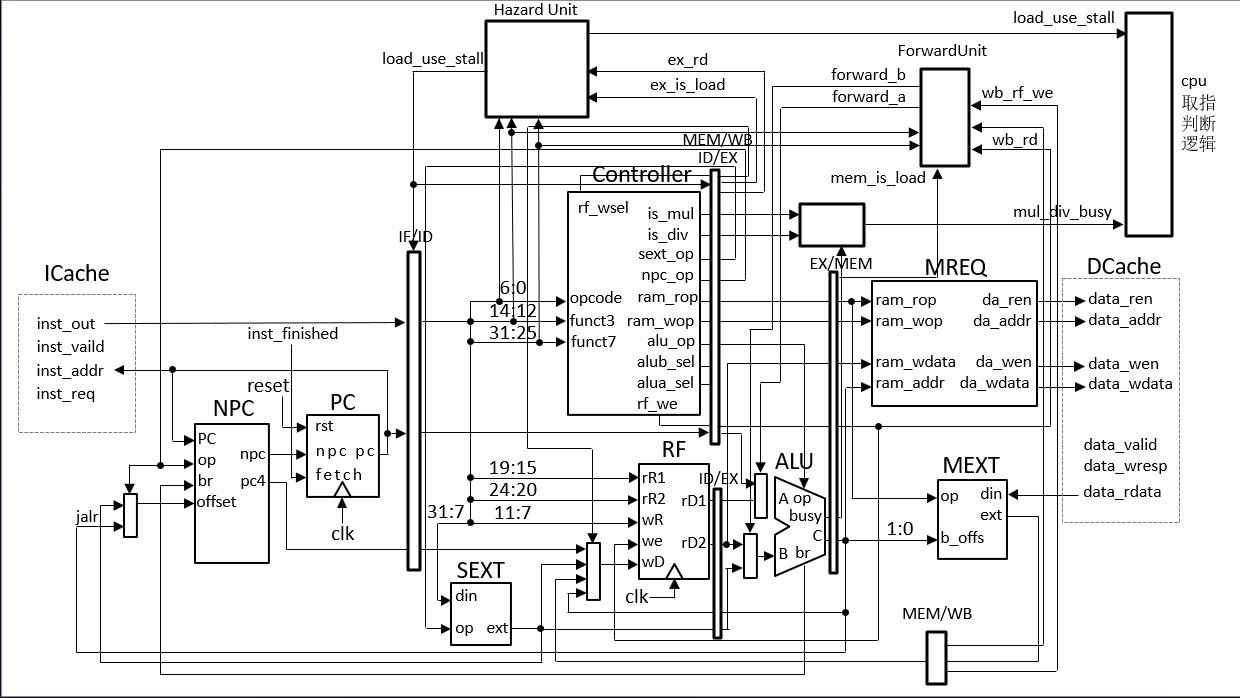 Hazard Unit
load_use_stall
load_use_stall
ForwardUnit
ex_rd
ex_is_load
forward_b
forward_a
wb_rf_we
wb_rd
cpu
取指
判断
逻辑
MEM/WB
ID/EX
Controller
mem_is_load
rf_wsel
is_mul
is_div
sext_op
npc_op
ram_rop
ram_wop
alu_op
alub_sel
alua_sel
rf_we
opcode
funct3
funct7
6:0
14:12
31:25
mul_div_busy
IF/ID
EX/MEM
MREQ
ram_rop
ram_wop
ram_wdata
ram_addr
da_ren
da_addr
da_wen
da_wdata
DCache
data_ren
data_addr
data_wen
data_wdata
data_valid
data_wresp
data_rdata
ICache
inst_out
inst_vaild
inst_addr
inst_req
inst_finished
reset
NPC
PC
op
br
offset
npc
pc4
PC
rst
npc pc
fetch
clk
jalr
RF
19:15
24:20
31:7
11:7
rR1
rR2
wR
we
wD
rD1
rD2
clk
ID/EX
ALU
A op
busy
C
B br
SEXT
din
op ext
MEXT
op din
ext
b_offs
1:0
MEM/WB